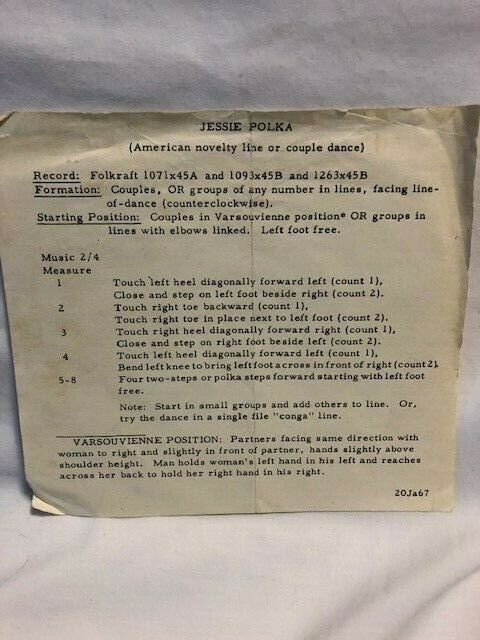 JESSIE POLKA
(American novelty line or couple dance)
Record: Folkraft 1071x45A and 1093x45B and 1263x45B
Formation: Couples, OR groups of any number in lines, facing line-
of-dance (counterclockwise).
Starting Position: Couples in Varsouvienne position* OR groups in
lines with elbows linked. Left foot free.
Music 2/4
Measure
1 Touch left heel diagonally forward left (count 1),
Close and step on left foot beside right (count 2).
2 Touch right toe backward (count 1),
Touch right toe in place next to left foot (count 2).
3 Touch right heel diagonally forward right (count 1),
Close and step on right foot beside left (count 2).
4 Touch left heel diagonally forward left (count 1),
Bend left knee to bring left foot across in front of right (count 2).
5-8 Four two-steps or polka steps forward starting with left foot
free.
Note: Start in small groups and add others to line. Or,
try the dance in a single file "conga" line.
VARSOUVIENNE POSITION: Partners facing same direction with
woman to right and slightly in front of partner, hands slightly above
shoulder height. Man holds woman's left hand in his left and reaches
across her back to hold her right hand in his right.
20Ja67